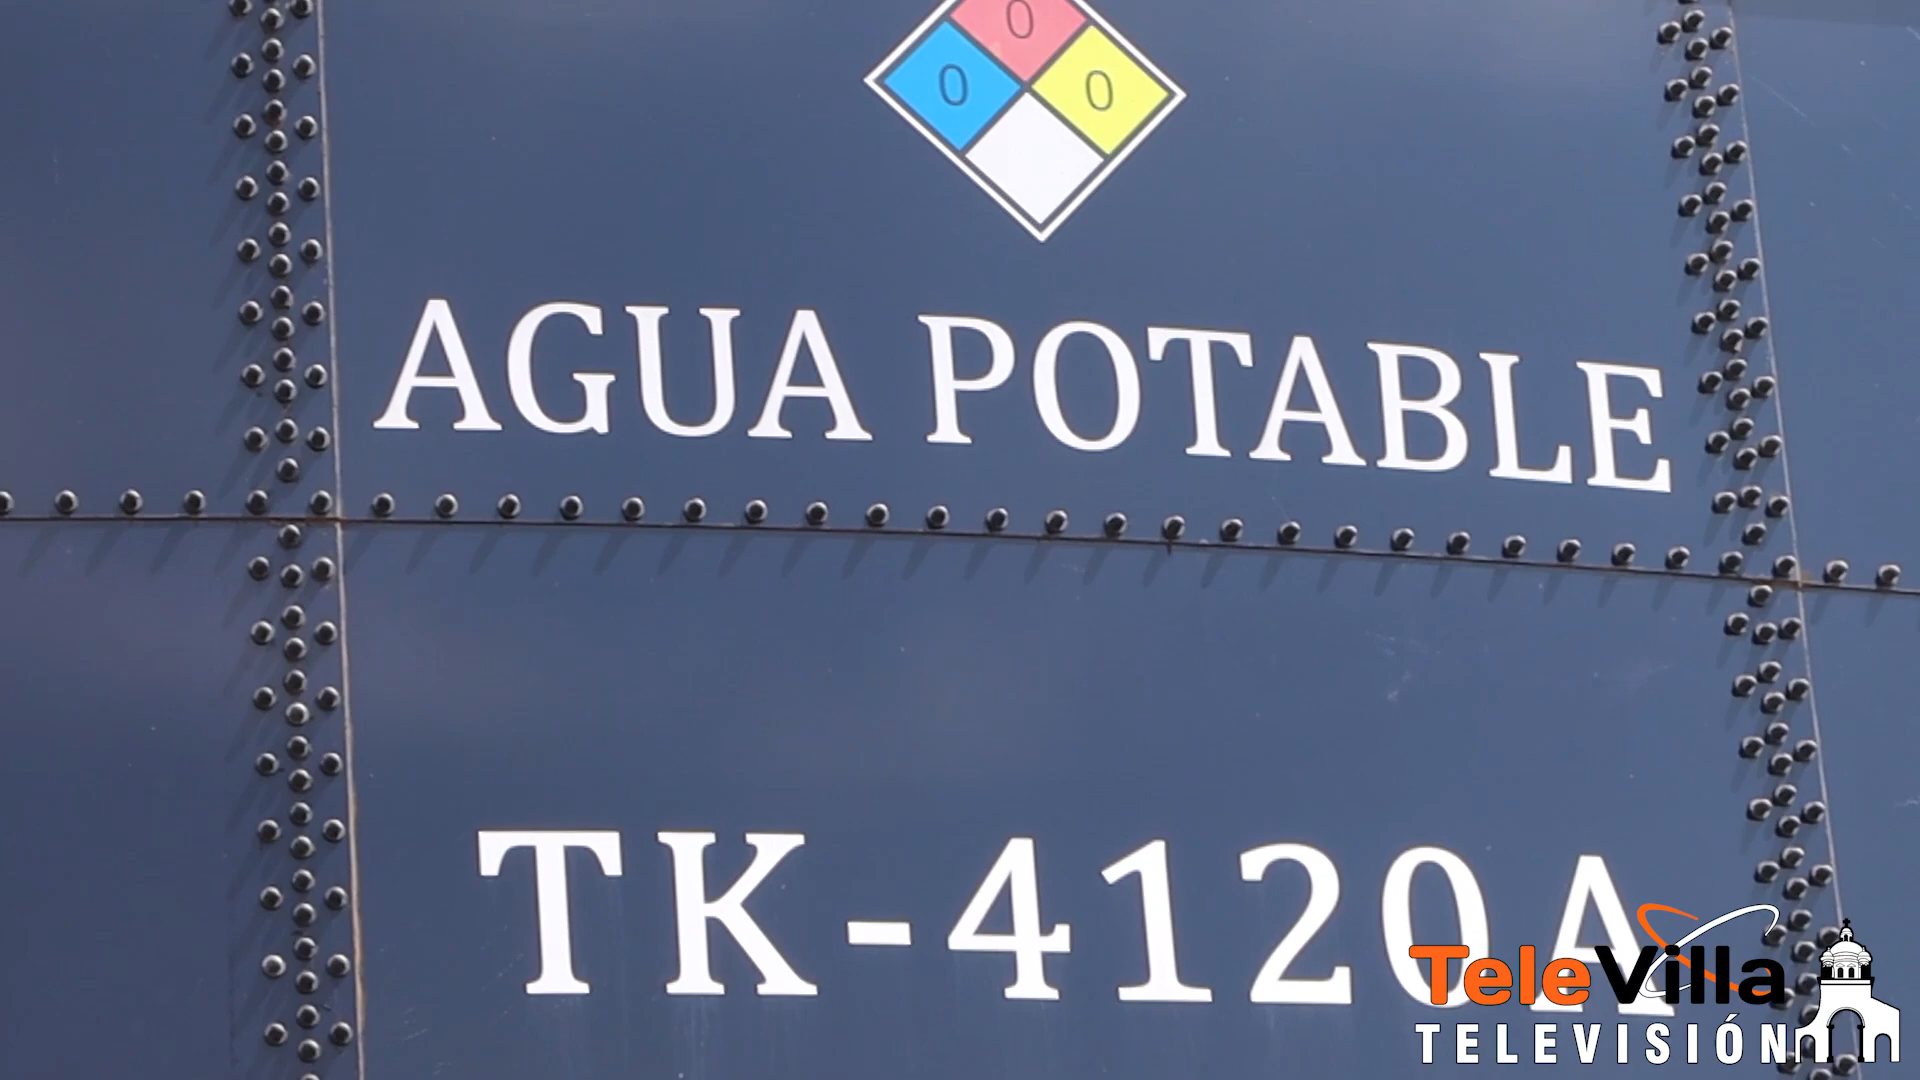 0
0 0
AGUA POTABLE
TK-4120A
TeleVilla
TELEVISIÓN